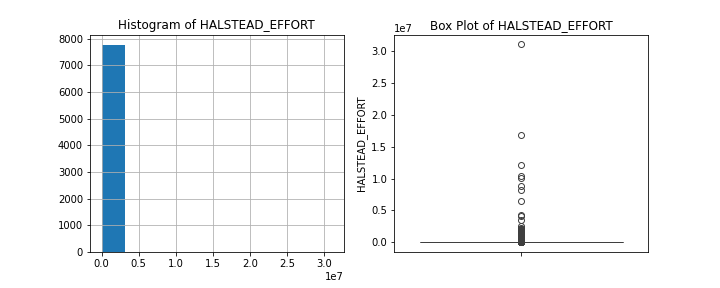 Histogram of HALSTEAD_EFFORT
8000
7000
6000
5000
4000
3000
2000
1000
0
0.0 0.5 1.0 1.5 2.0 2.5 3.0
1e7
Box Plot of HALSTEAD_EFFORT
1e7
HALSTEAD_EFFORT
3.0
2.5
2.0
1.5
1.0
0.5
0.0